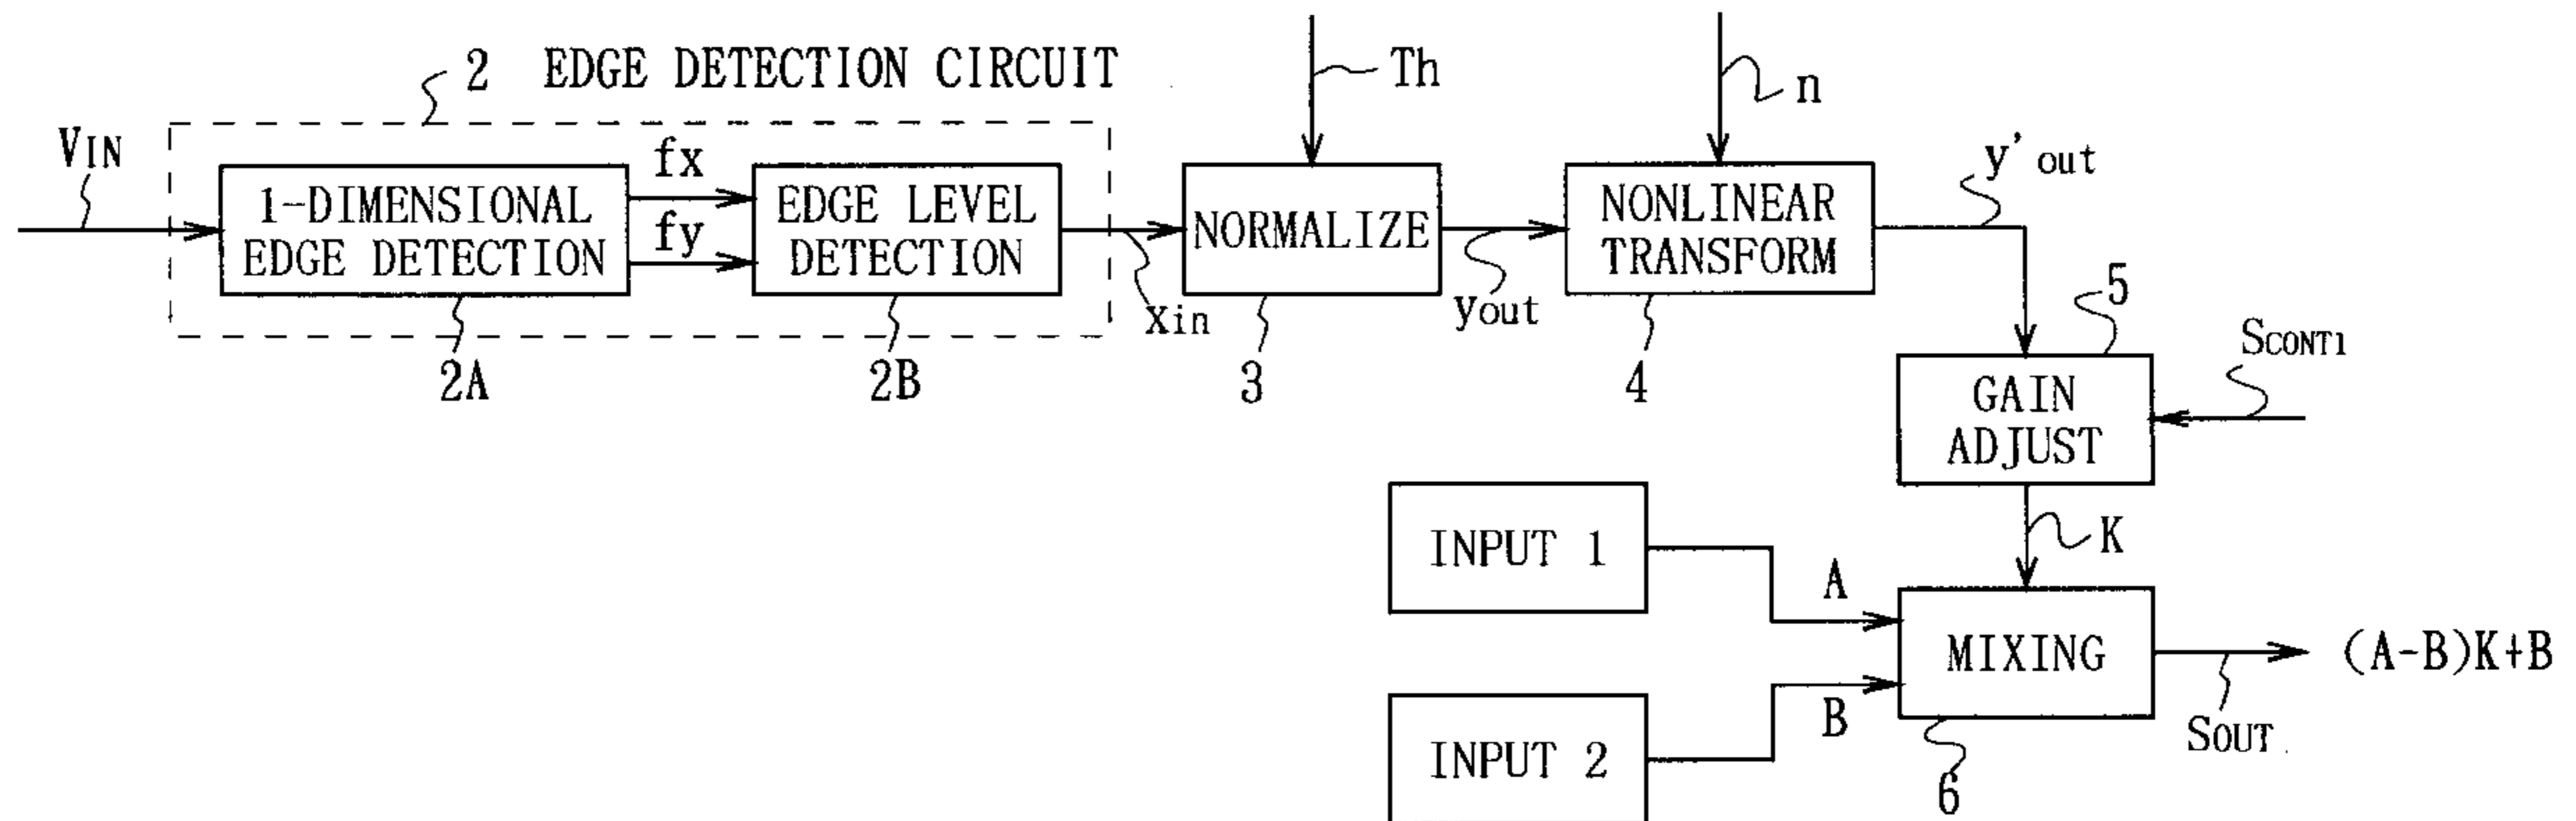 2 EDGE DETECTION CIRCUIT
Th
n
VIN
fx
fy
1-DIMENSIONAL
EDGE DETECTION
EDGE LEVEL
DETECTION
NORMALIZE
NONLINEAR
TRANSFORM
y'out
xin
yout
2A
2B
3
4
5
SCONT1
GAIN
ADJUST
K
INPUT 1
A
MIXING
(A-B)K+B
INPUT 2
B
SOUT
6